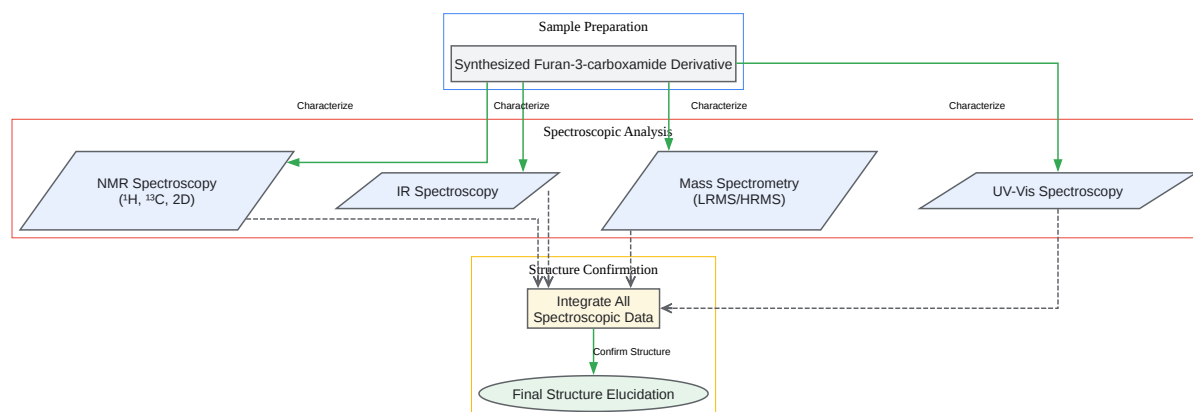 Sample Preparation
Synthesized Furan-3-carboxamide Derivative
Characterize
Characterize
Characterize
Characterize
Spectroscopic Analysis
NMR Spectroscopy
(¹H, ¹³C, 2D)
IR Spectroscopy
Mass Spectrometry
(LRMS/HRMS)
UV-Vis Spectroscopy
Structure Confirmation
Integrate All
Spectroscopic Data
Confirm Structure
Final Structure Elucidation